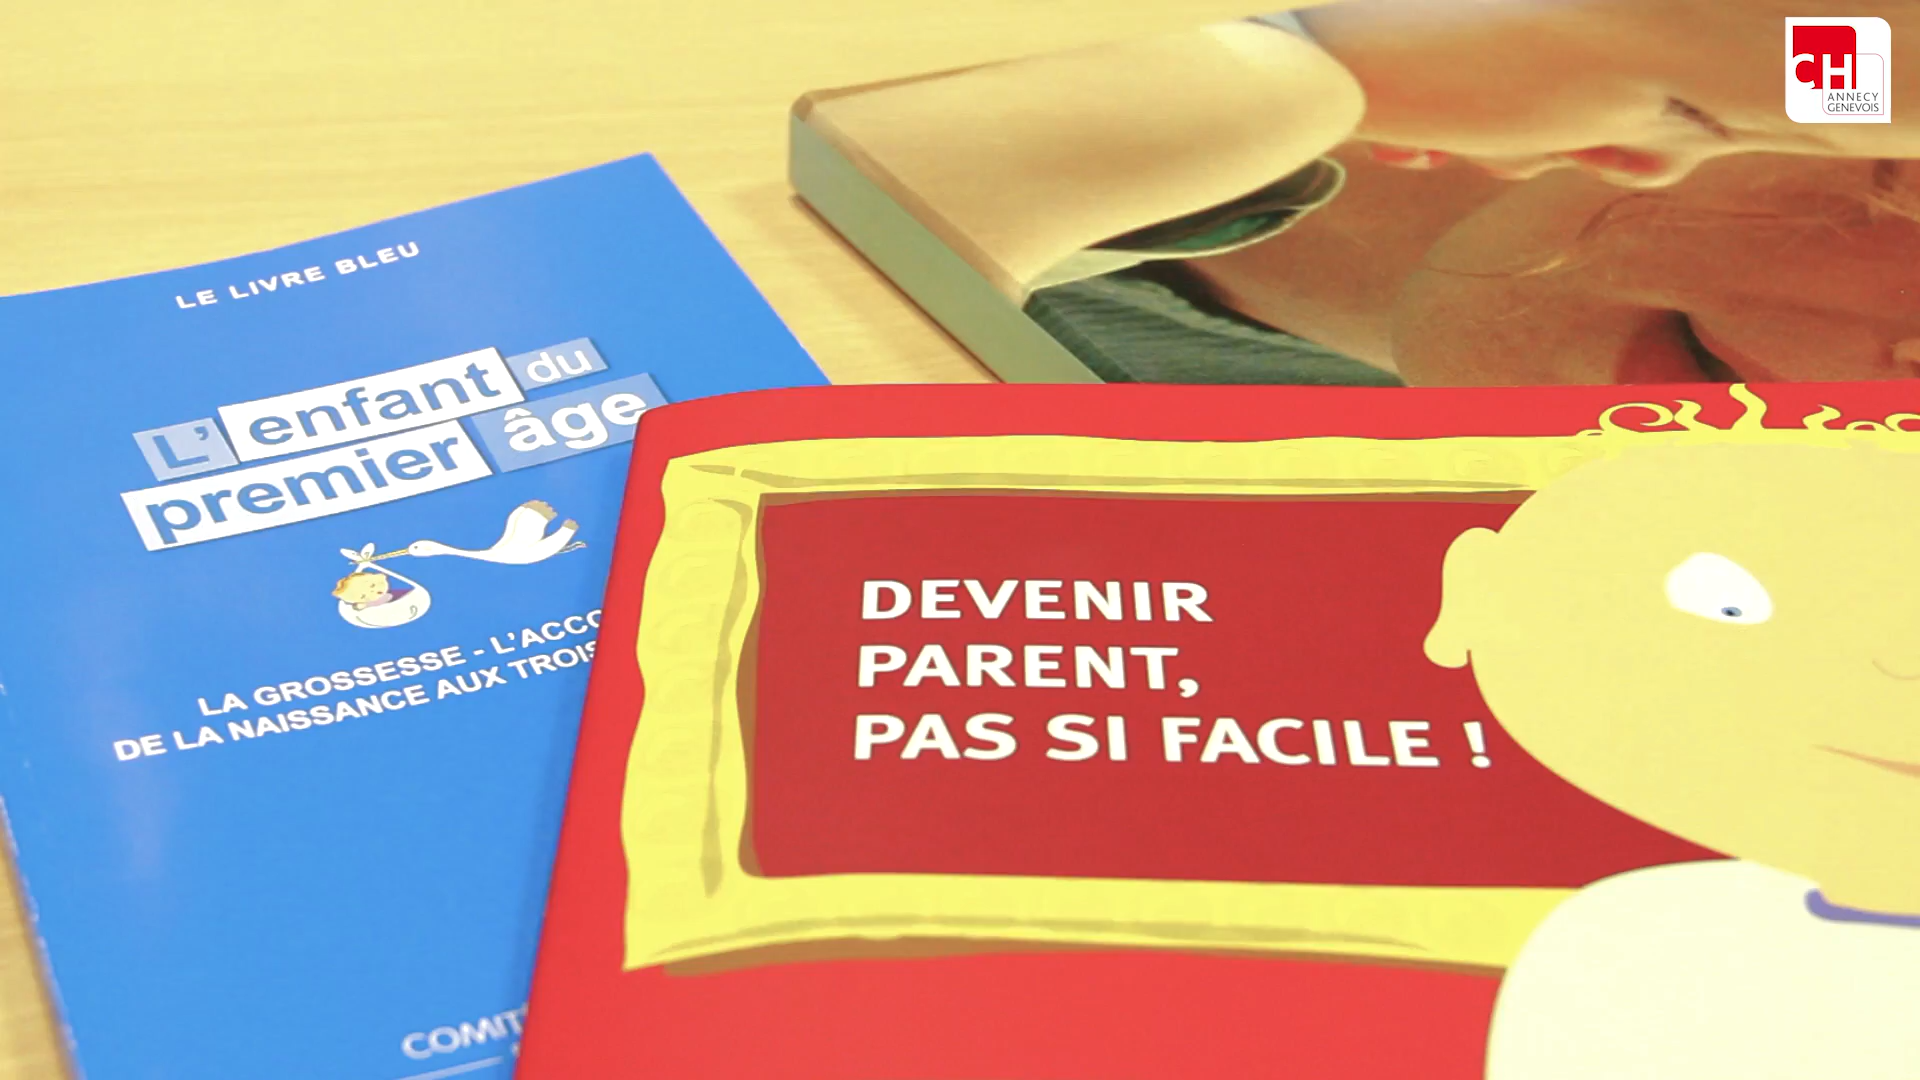 CH
ANNECY
GENEVOIS
LE LIVRE BLEU
L'enfant du
premier âge
LA GROSSESSE - L'ACCO
DE LA NAISSANCE AUX TROIS
COMIT
DEVENIR
PARENT,
PAS SI FACILE !